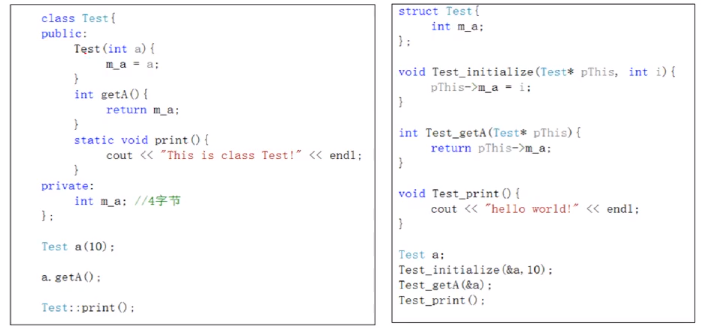 class Test{
public:
Test(int a){
m_a = a;
}
int getA(){
return m_a;
}
static void print(){
cout << "This is class Test!" << endl;
}
private:
int m_a; //4字节
};
Test a(10);
a.getA();
Test::print();
struct Test{
int m_a;
};
void Test_initialize(Test* pThis, int i){
pThis->m_a = i;
}
int Test_getA(Test* pThis){
return pThis->m_a;
}
void Test_print(){
cout << "hello world!" << endl;
}
Test a;
Test_initialize(&a,10);
Test_getA(&a);
Test_print();